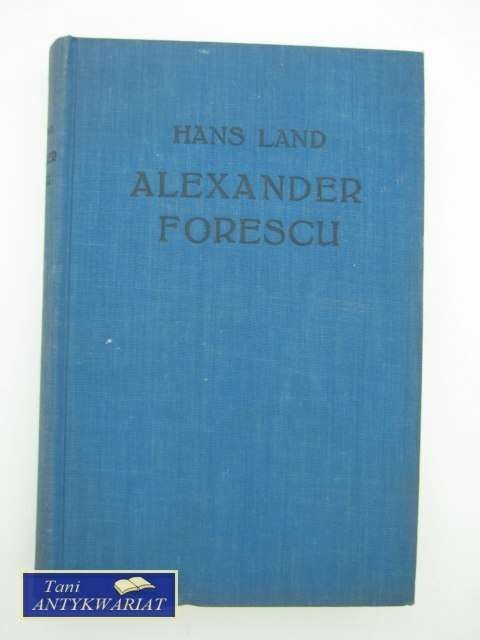 HANS LAND
ALEXANDER
FORESCU
Tani
ANTYKWARIAT